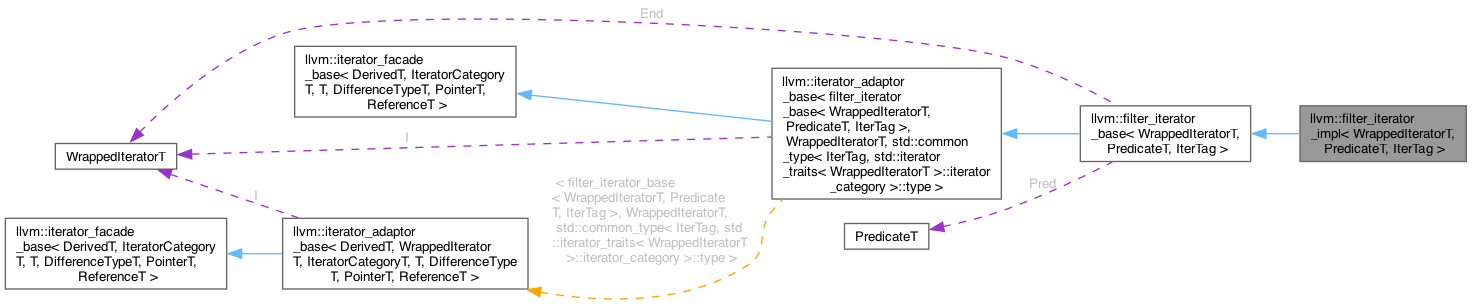 End
llvm::iterator_facade
_base< DerivedT, IteratorCategory
T, T, DifferenceTypeT, PointerT,
ReferenceT >
llvm::iterator_adaptor
_base< filter_iterator
_base< WrappedIteratorT,
PredicateT, IterTag >,
WrappedIteratorT, std::common
_type< IterTag, std::iterator
_traits< WrappedIteratorT >::iterator
_category >::type >
llvm::filter_iterator
_base< WrappedIteratorT,
PredicateT, IterTag >
llvm::filter_iterator
_impl< WrappedIteratorT,
PredicateT, IterTag >
I
WrappedIteratorT
I
< filter_iterator_base
< WrappedIteratorT, Predicate
T, IterTag >, WrappedIteratorT,
std::common_type< IterTag, std
::iterator_traits< WrappedIteratorT
>::iterator_category >::type >
Pred
PredicateT
llvm::iterator_facade
_base< DerivedT, IteratorCategory
T, T, DifferenceTypeT, PointerT,
ReferenceT >
llvm::iterator_adaptor
_base< DerivedT, WrappedIterator
T, IteratorCategoryT, T, DifferenceType
T, PointerT, ReferenceT >